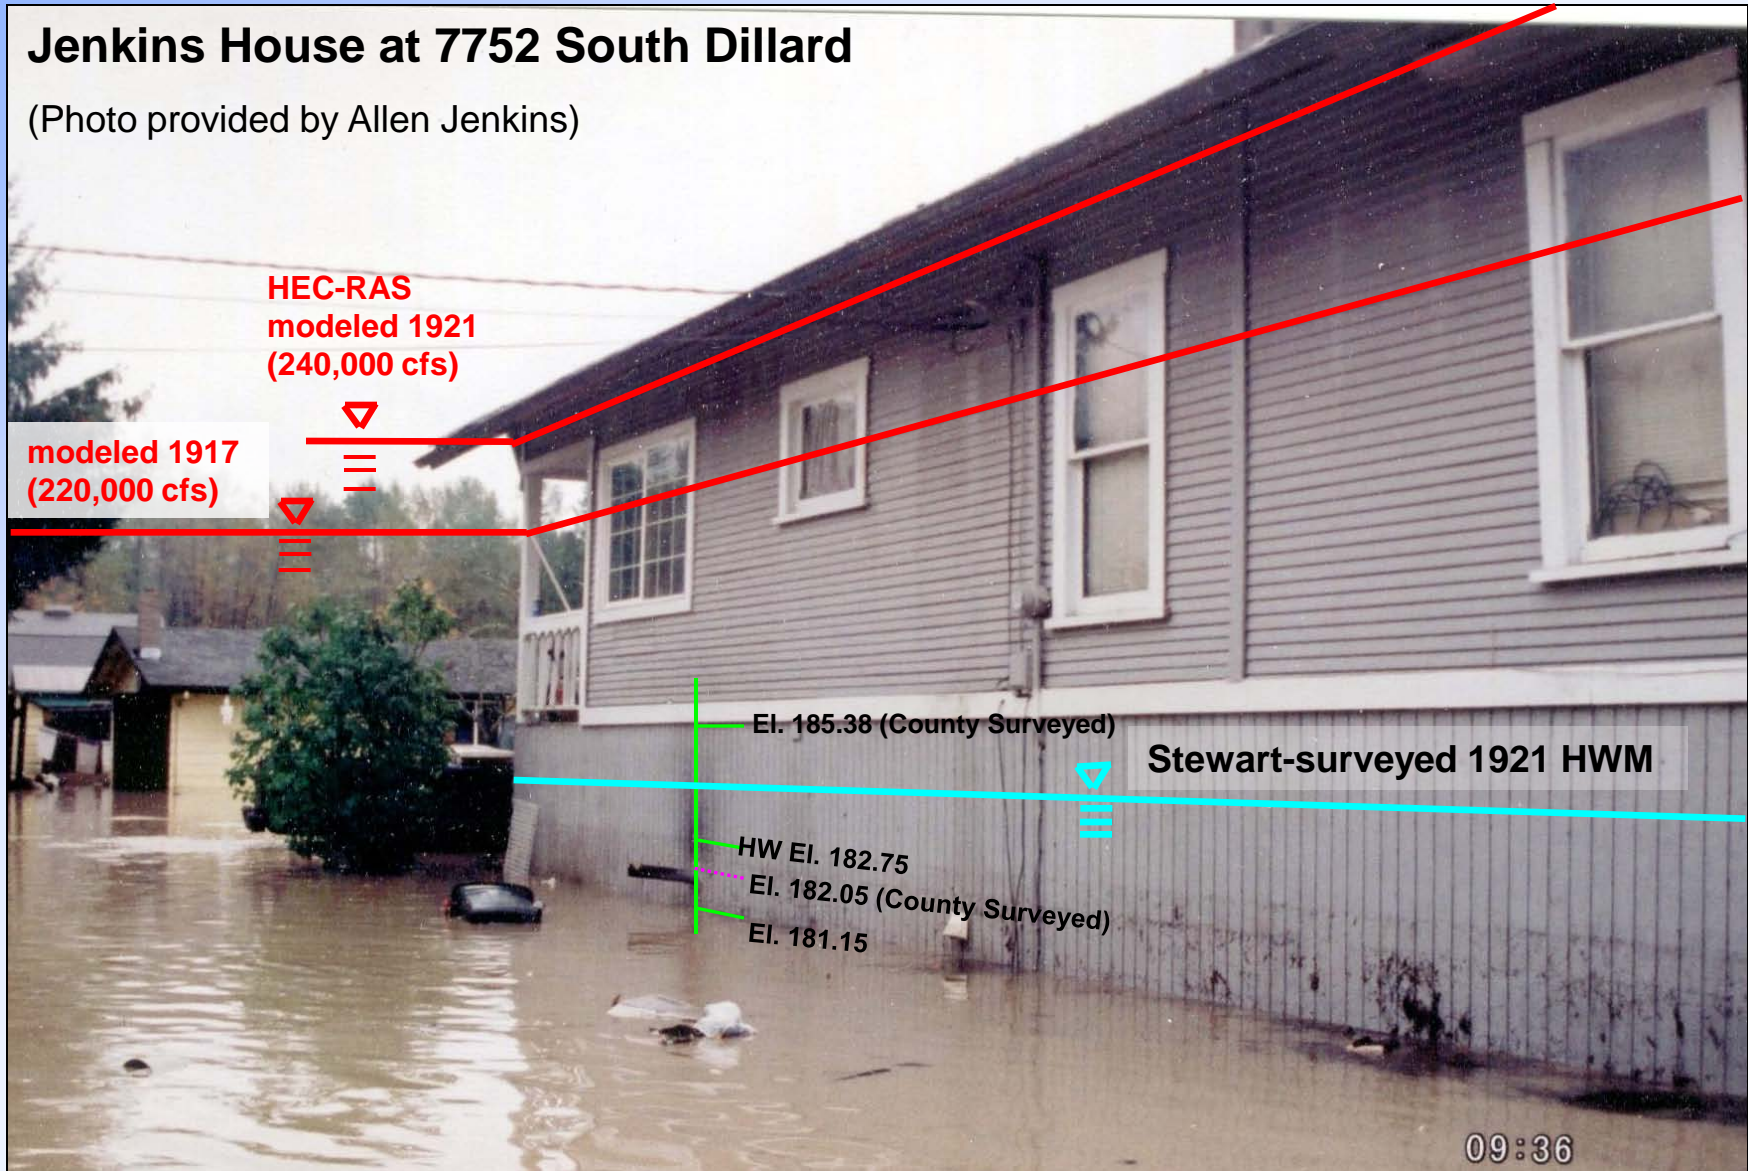 Jenkins House at 7752 South Dillard
(Photo provided by Allen Jenkins)
HEC-RAS
modeled 1921
(240,000 cfs)
modeled 1917
(220,000 cfs)
El. 185.38 (County Surveyed)
Stewart-surveyed 1921 HWM
HW El. 182.75
El. 182.05 (County Surveyed)
El. 181.15
09:36